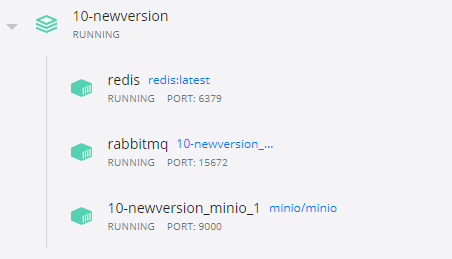 10-newversion
RUNNING
redis redis:latest
RUNNING PORT: 6379
rabbitmq 10-newversion_...
RUNNING PORT: 15672
10-newversion_minio_1 minio/minio
RUNNING PORT: 9000